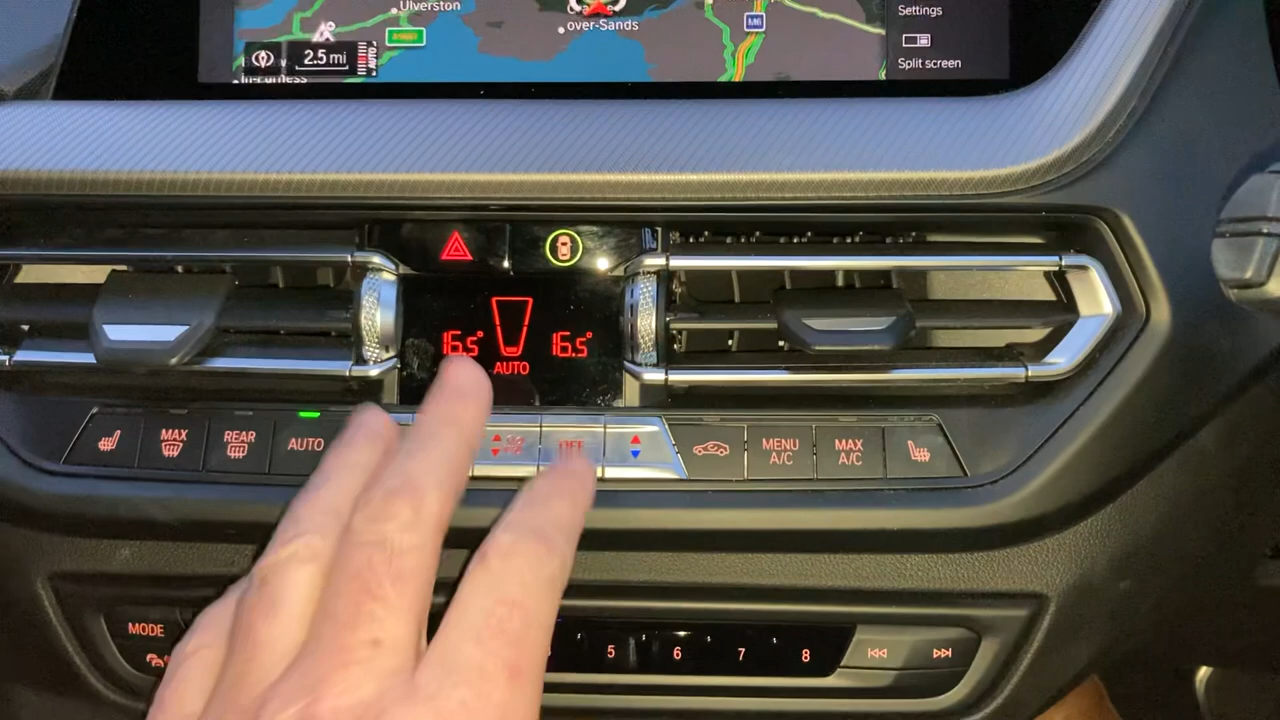 Ulverston
over-Sands
M6
2.5 mi
AUTO
Settings
Split screen
16.5°
16.5°
AUTO
MAX
REAR
AUTO
OFF
MENU
A/C
MAX
A/C
MODE
5
6
7
8